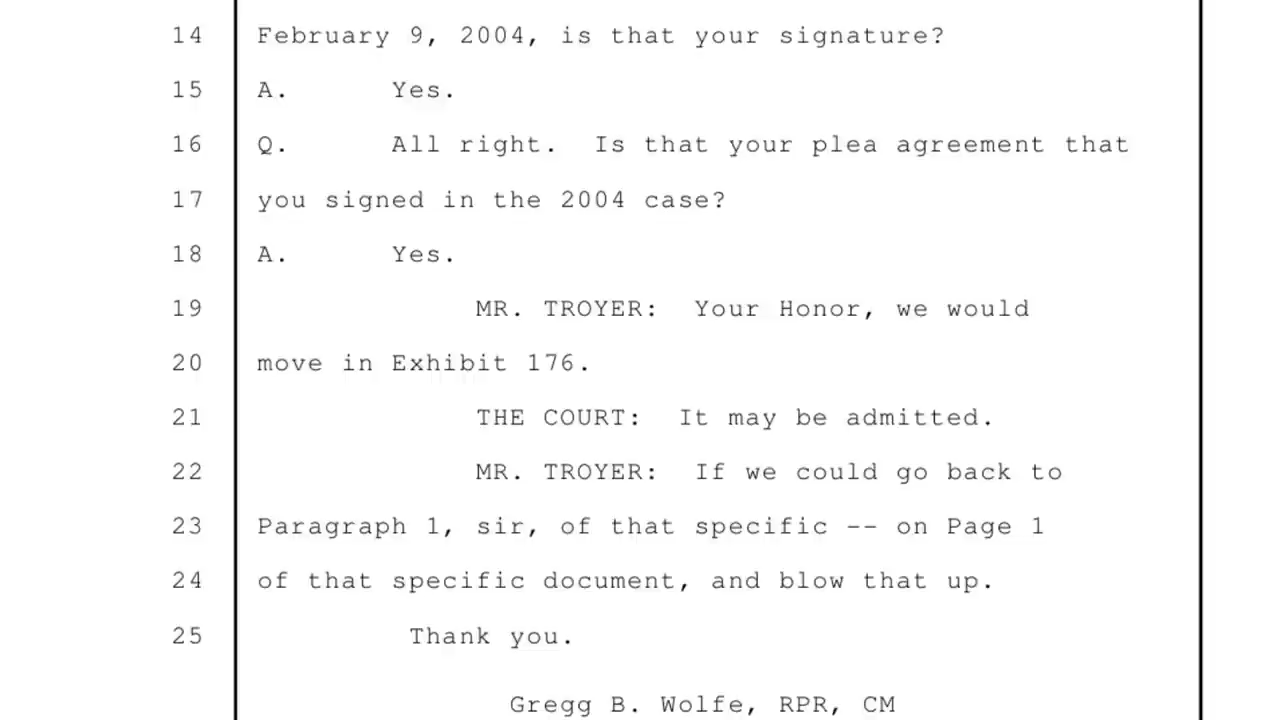 14 February 9, 2004, is that your signature?
15 A. Yes.
16 Q. All right. Is that your plea agreement that
17 you signed in the 2004 case?
18 A. Yes.
19 MR. TROYER: Your Honor, we would
20 move in Exhibit 176.
21 THE COURT: It may be admitted.
22 MR. TROYER: If we could go back to
23 Paragraph 1, sir, of that specific -- on Page 1
24 of that specific document, and blow that up.
25 Thank you.
Gregg B. Wolfe, RPR, CM